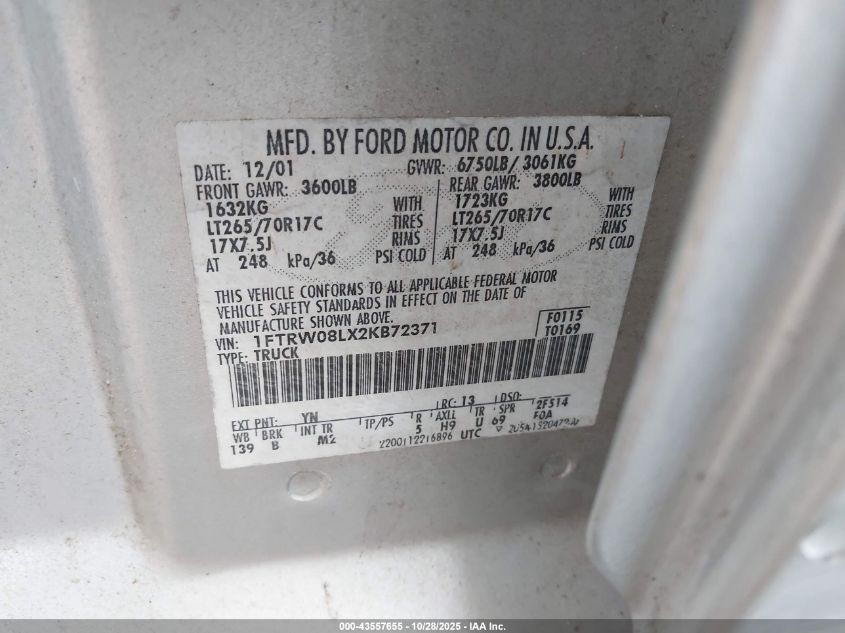 MFD. BY FORD MOTOR CO. IN U.S.A.
DATE: 12/01 GVWR: 6750LB/ 3061KG
FRONT GAWR: 3600LB REAR GAWR: 3800LB
1632KG WITH 1723KG WITH
LT265/70R17C TIRES LT265/70R17C TIRES
17X7.5J RIMS 17X7.5J RIMS
AT 248 kPa/36 PSI COLD AT 248 kPa/36 PSI COLD
THIS VEHICLE CONFORMS TO ALL APPLICABLE FEDERAL MOTOR
VEHICLE SAFETY STANDARDS IN EFFECT ON THE DATE OF
MANUFACTURE SHOWN ABOVE.
VIN: 1FTRW08LX2KB72371 F0115
TYPE: TRUCK T0169
EXT PNT: YN RC: 13 DSO: 2F514
WB BRK INT TR TP/PS R AXLE TR SPR F0A
139 B M2 5 H9 U 69
UTC
000-43557655 - 10/28/2025 - IAA Inc.